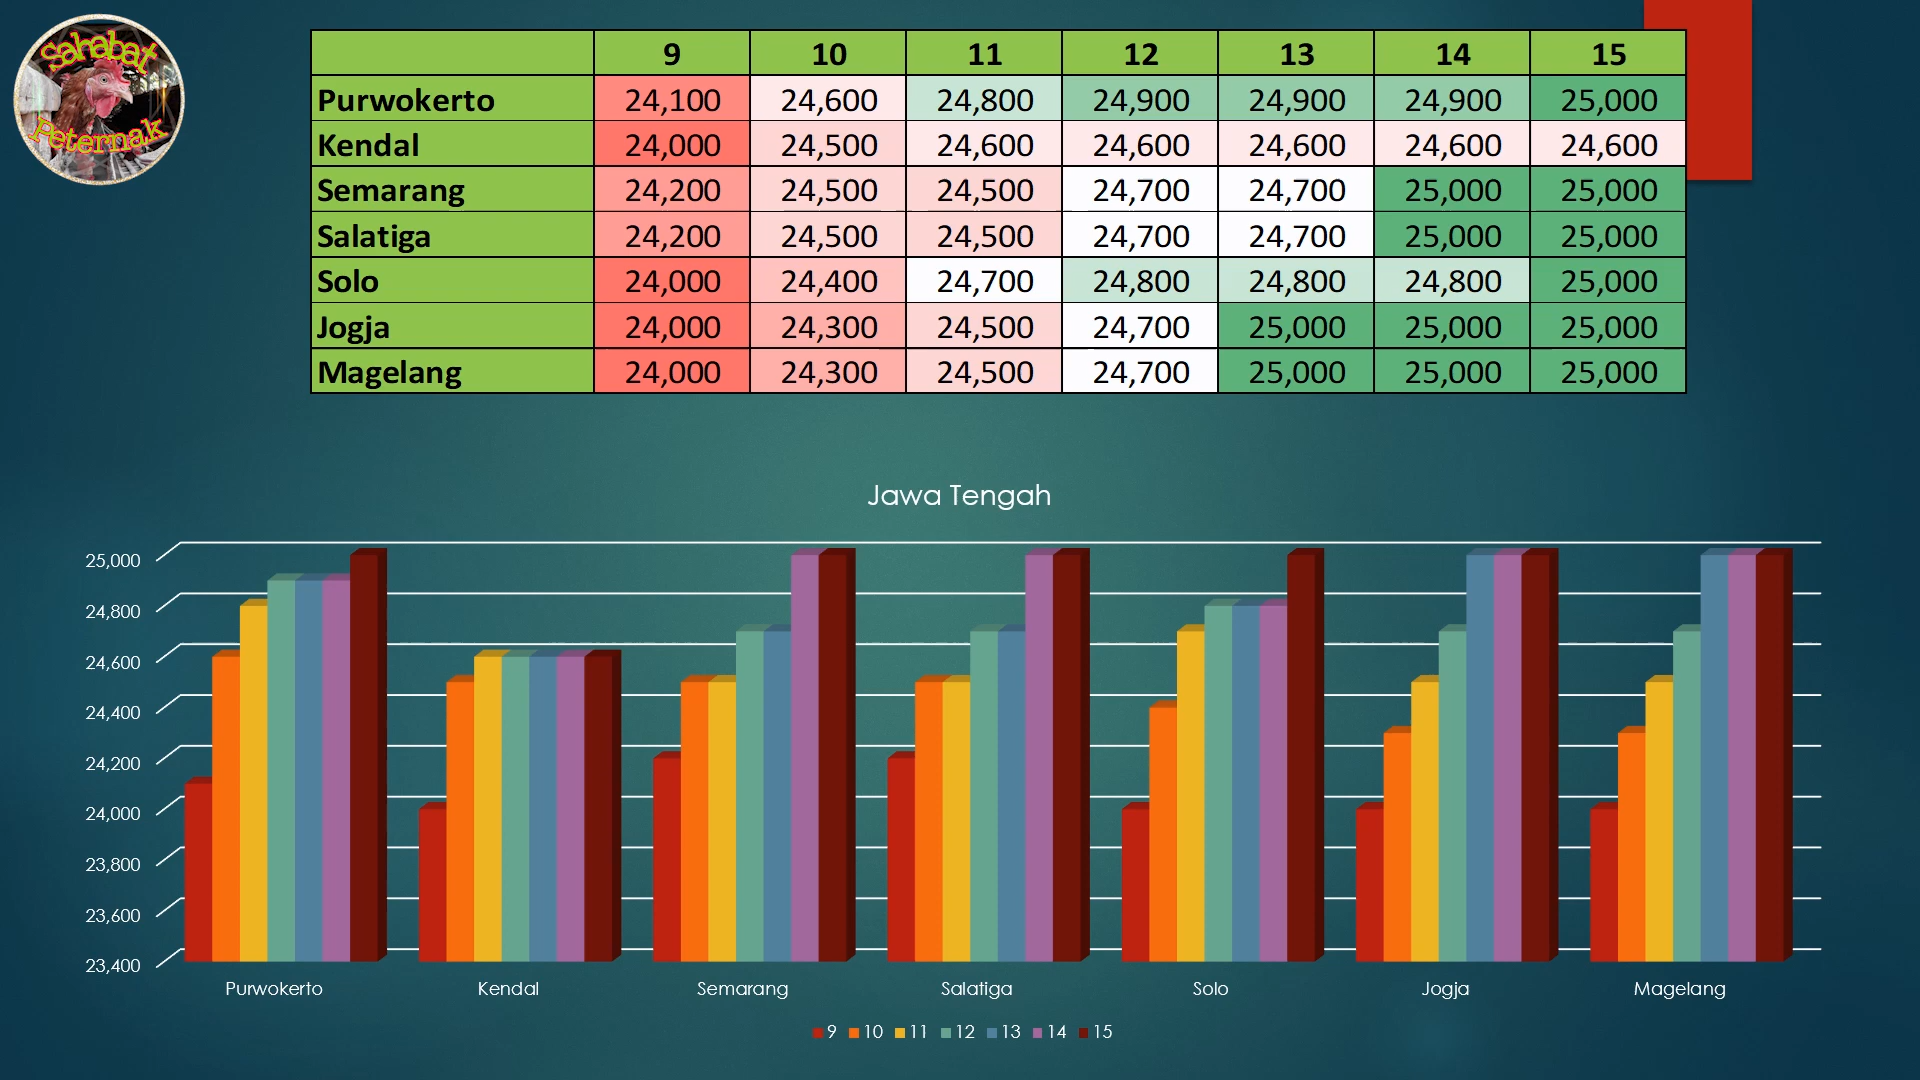 Sahabat
Peternak
9 10 11 12 13 14 15
Purwokerto 24,100 24,600 24,800 24,900 24,900 24,900 25,000
Kendal 24,000 24,500 24,600 24,600 24,600 24,600 24,600
Semarang 24,200 24,500 24,500 24,700 24,700 25,000 25,000
Salatiga 24,200 24,500 24,500 24,700 24,700 25,000 25,000
Solo 24,000 24,400 24,700 24,800 24,800 24,800 25,000
Jogja 24,000 24,300 24,500 24,700 25,000 25,000 25,000
Magelang 24,000 24,300 24,500 24,700 25,000 25,000 25,000
Jawa Tengah
25,000
24,800
24,600
24,400
24,200
24,000
23,800
23,600
23,400
Purwokerto Kendal Semarang Salatiga Solo Jogja Magelang
9 10 11 12 13 14 15